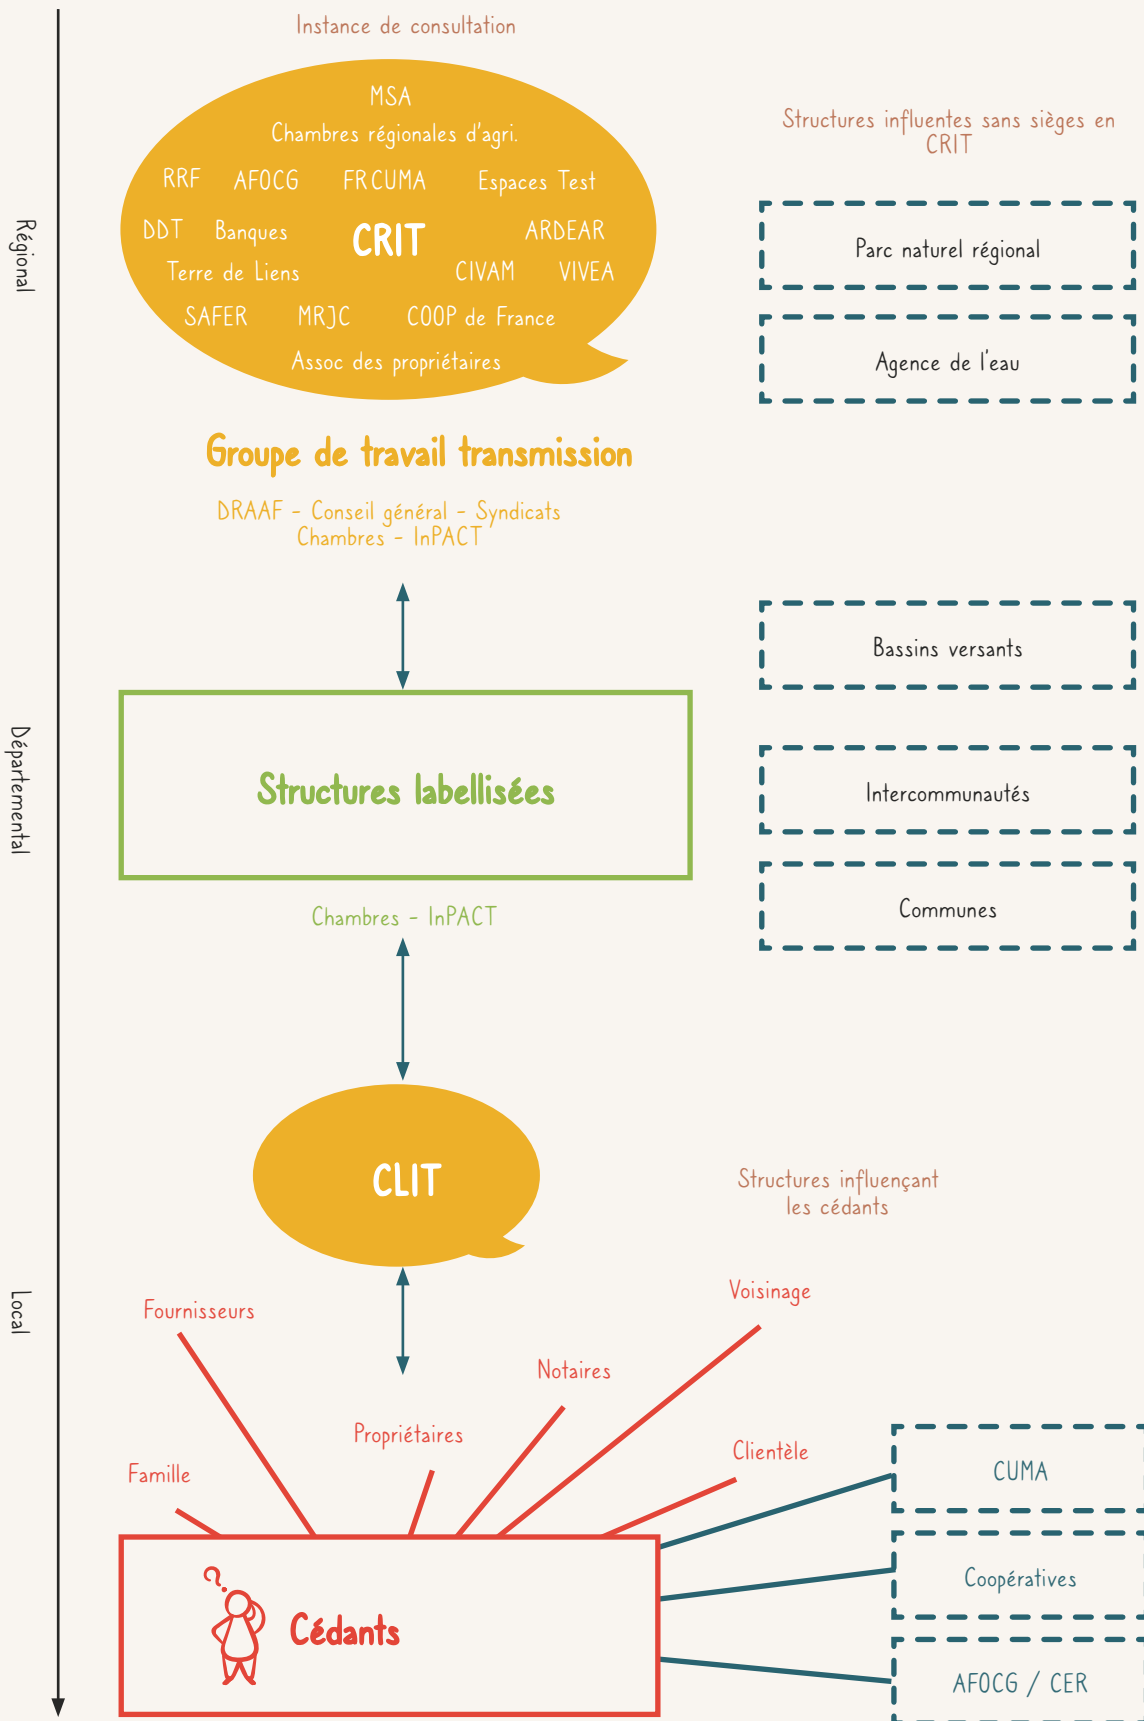 Instance de consultation
MSA
Chambres régionales d'agri.
RRF AFOCG FRCUMA Espaces Test
DDT Banques CRIT ARDEAR
Terre de Liens CIVAM VIVEA
SAFER MRJC COOP de France
Assoc des propriétaires
Structures influentes sans sièges en
CRIT
Parc naturel régional
Agence de l'eau
Régional
Groupe de travail transmission
DRAAF - Conseil général - Syndicats
Chambres - InPACT
Bassins versants
Départemental
Structures labellisées
Intercommunautés
Communes
Chambres - InPACT
CLIT
Structures influençant
les cédants
Local
Fournisseurs
Voisinage
Notaires
Propriétaires
Clientèle
Famille
CUMA
Coopératives
?
Cédants
AFOCG / CER